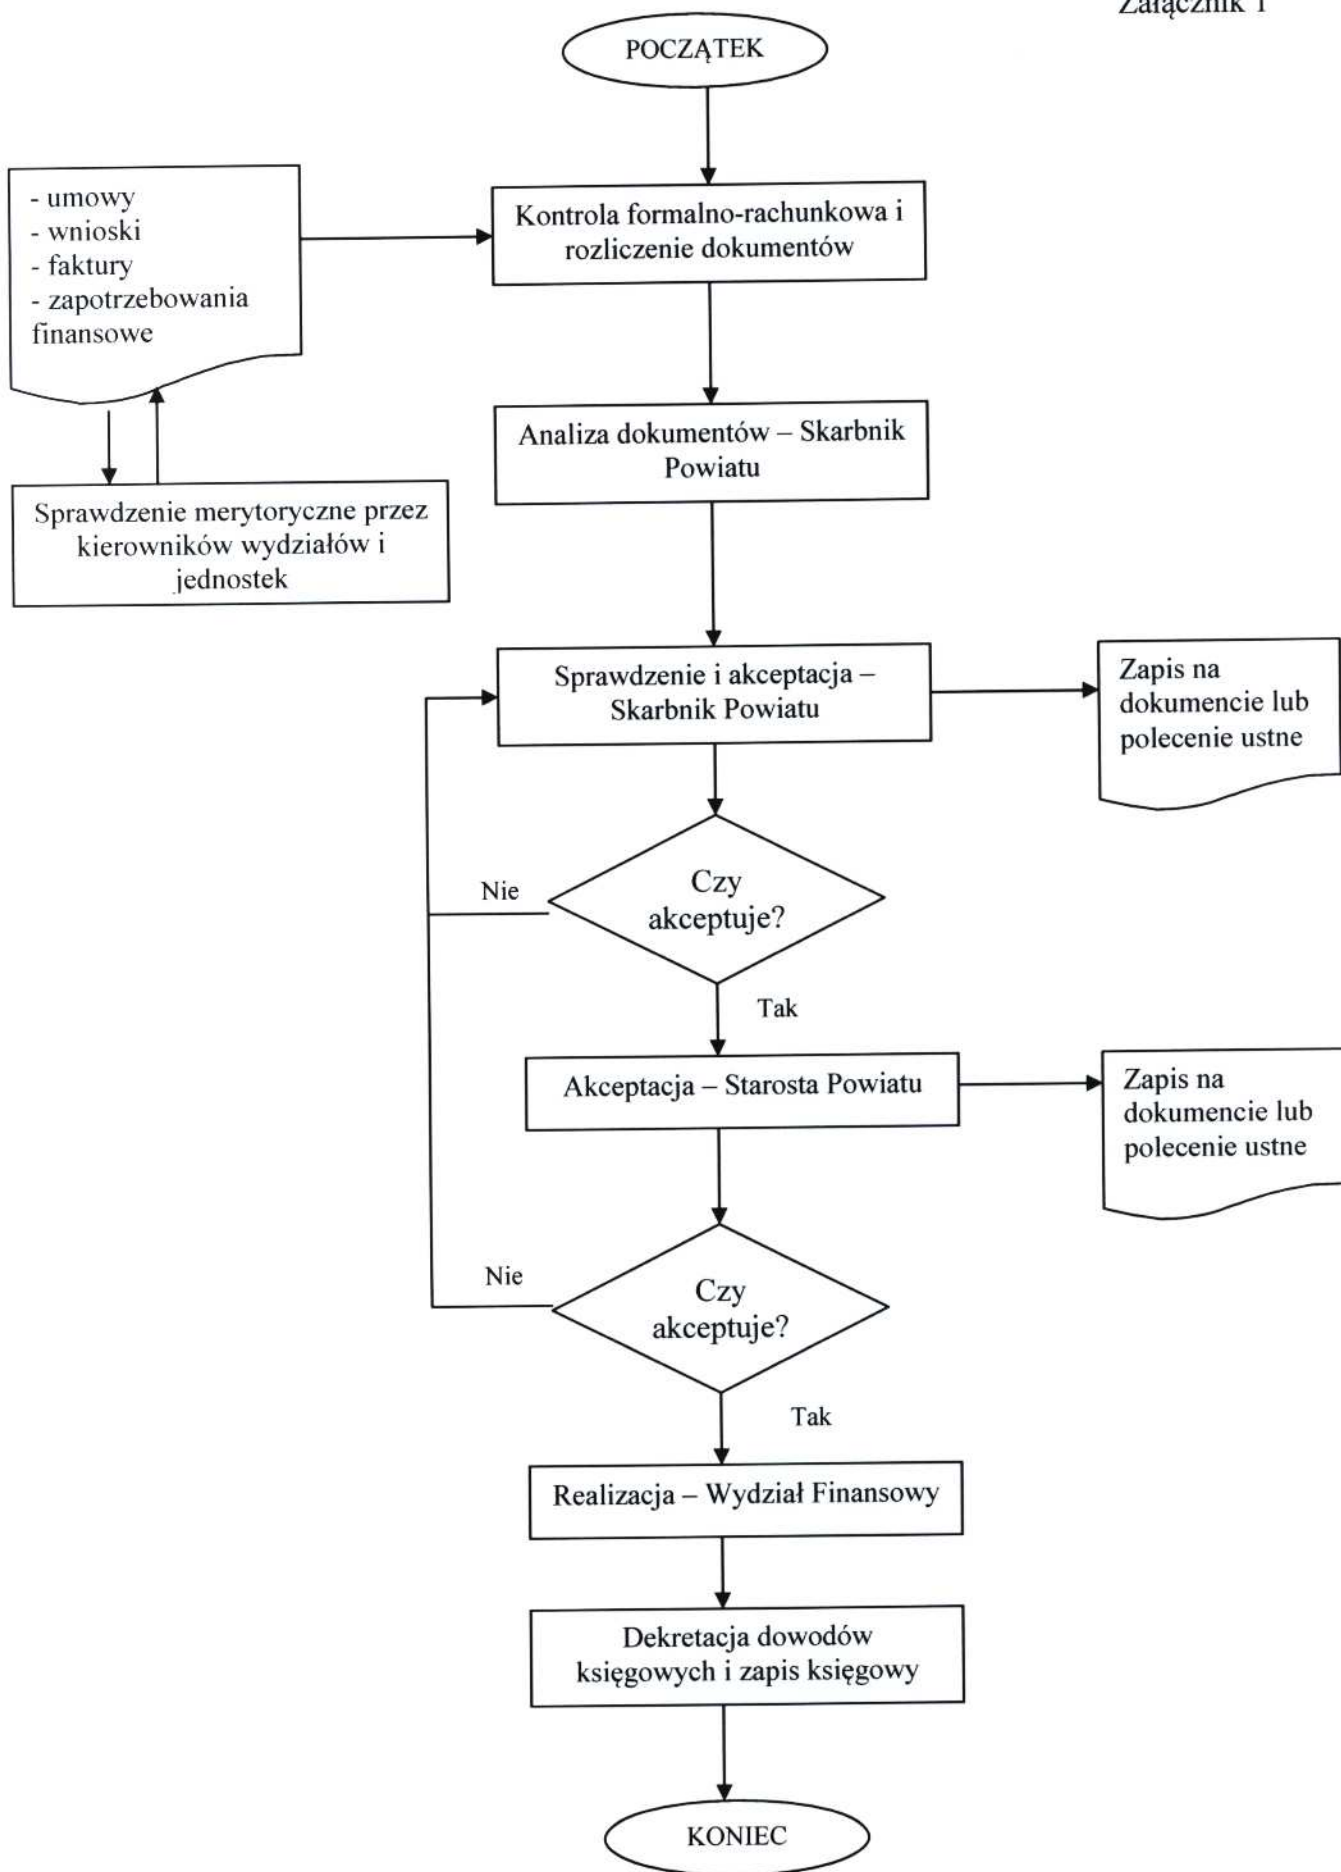 Załącznik 1
POCZĄTEK
- umowy
- wnioski
- faktury
- zapotrzebowania
finansowe
Kontrola formalno-rachunkowa i
rozliczenie dokumentów
Analiza dokumentów – Skarbnik
Powiatu
Sprawdzenie merytoryczne przez
kierowników wydziałów i
jednostek
Sprawdzenie i akceptacja –
Skarbnik Powiatu
Zapis na
dokumencie lub
polecenie ustne
Czy
akceptuje?
Nie
Tak
Akceptacja – Starosta Powiatu
Zapis na
dokumencie lub
polecenie ustne
Czy
akceptuje?
Nie
Tak
Realizacja – Wydział Finansowy
Dekretacja dowodów
księgowych i zapis księgowy
KONIEC